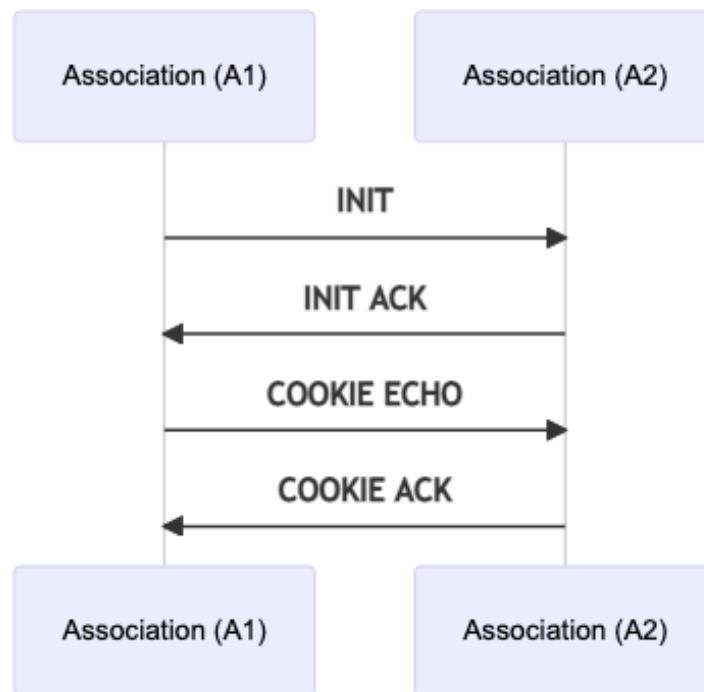 Association (A1)
Association (A2)
INIT
INIT ACK
COOKIE ECHO
COOKIE ACK
Association (A1)
Association (A2)